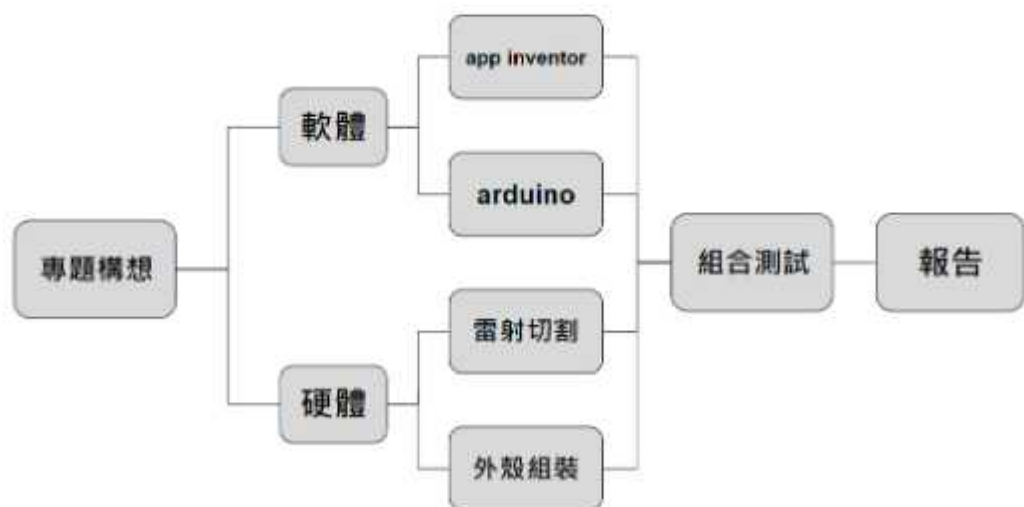 專題構想
軟體
硬體
app inventor
arduino
雷射切割
外殼組裝
組合測試
報告